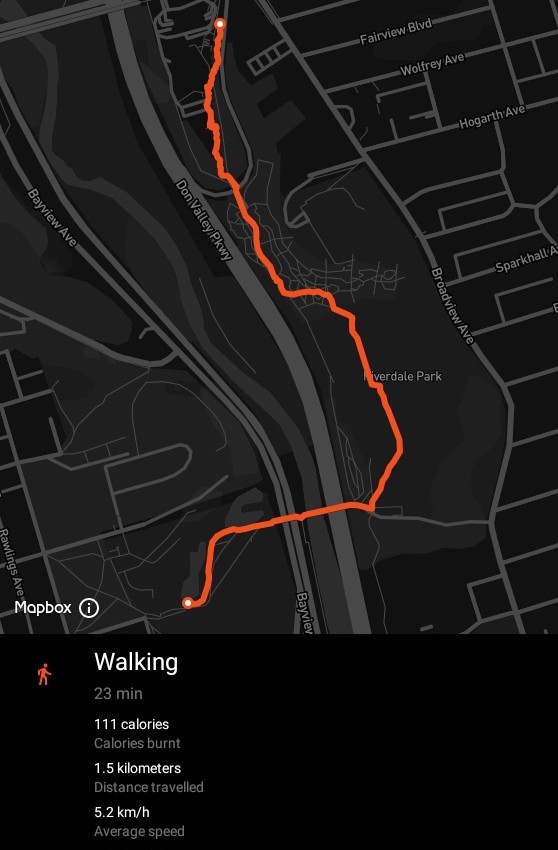 Fairview Blvd
Wolfrey Ave
Hogarth Ave
Don Valley Pkwy
Bayview Ave
Sparkhall A
Broadview Ave
Riverdale Park
Rawlings Ave
Bayview
Mapbox
Walking
23 min
111 calories
Calories burnt
1.5 kilometers
Distance travelled
5.2 km/h
Average speed